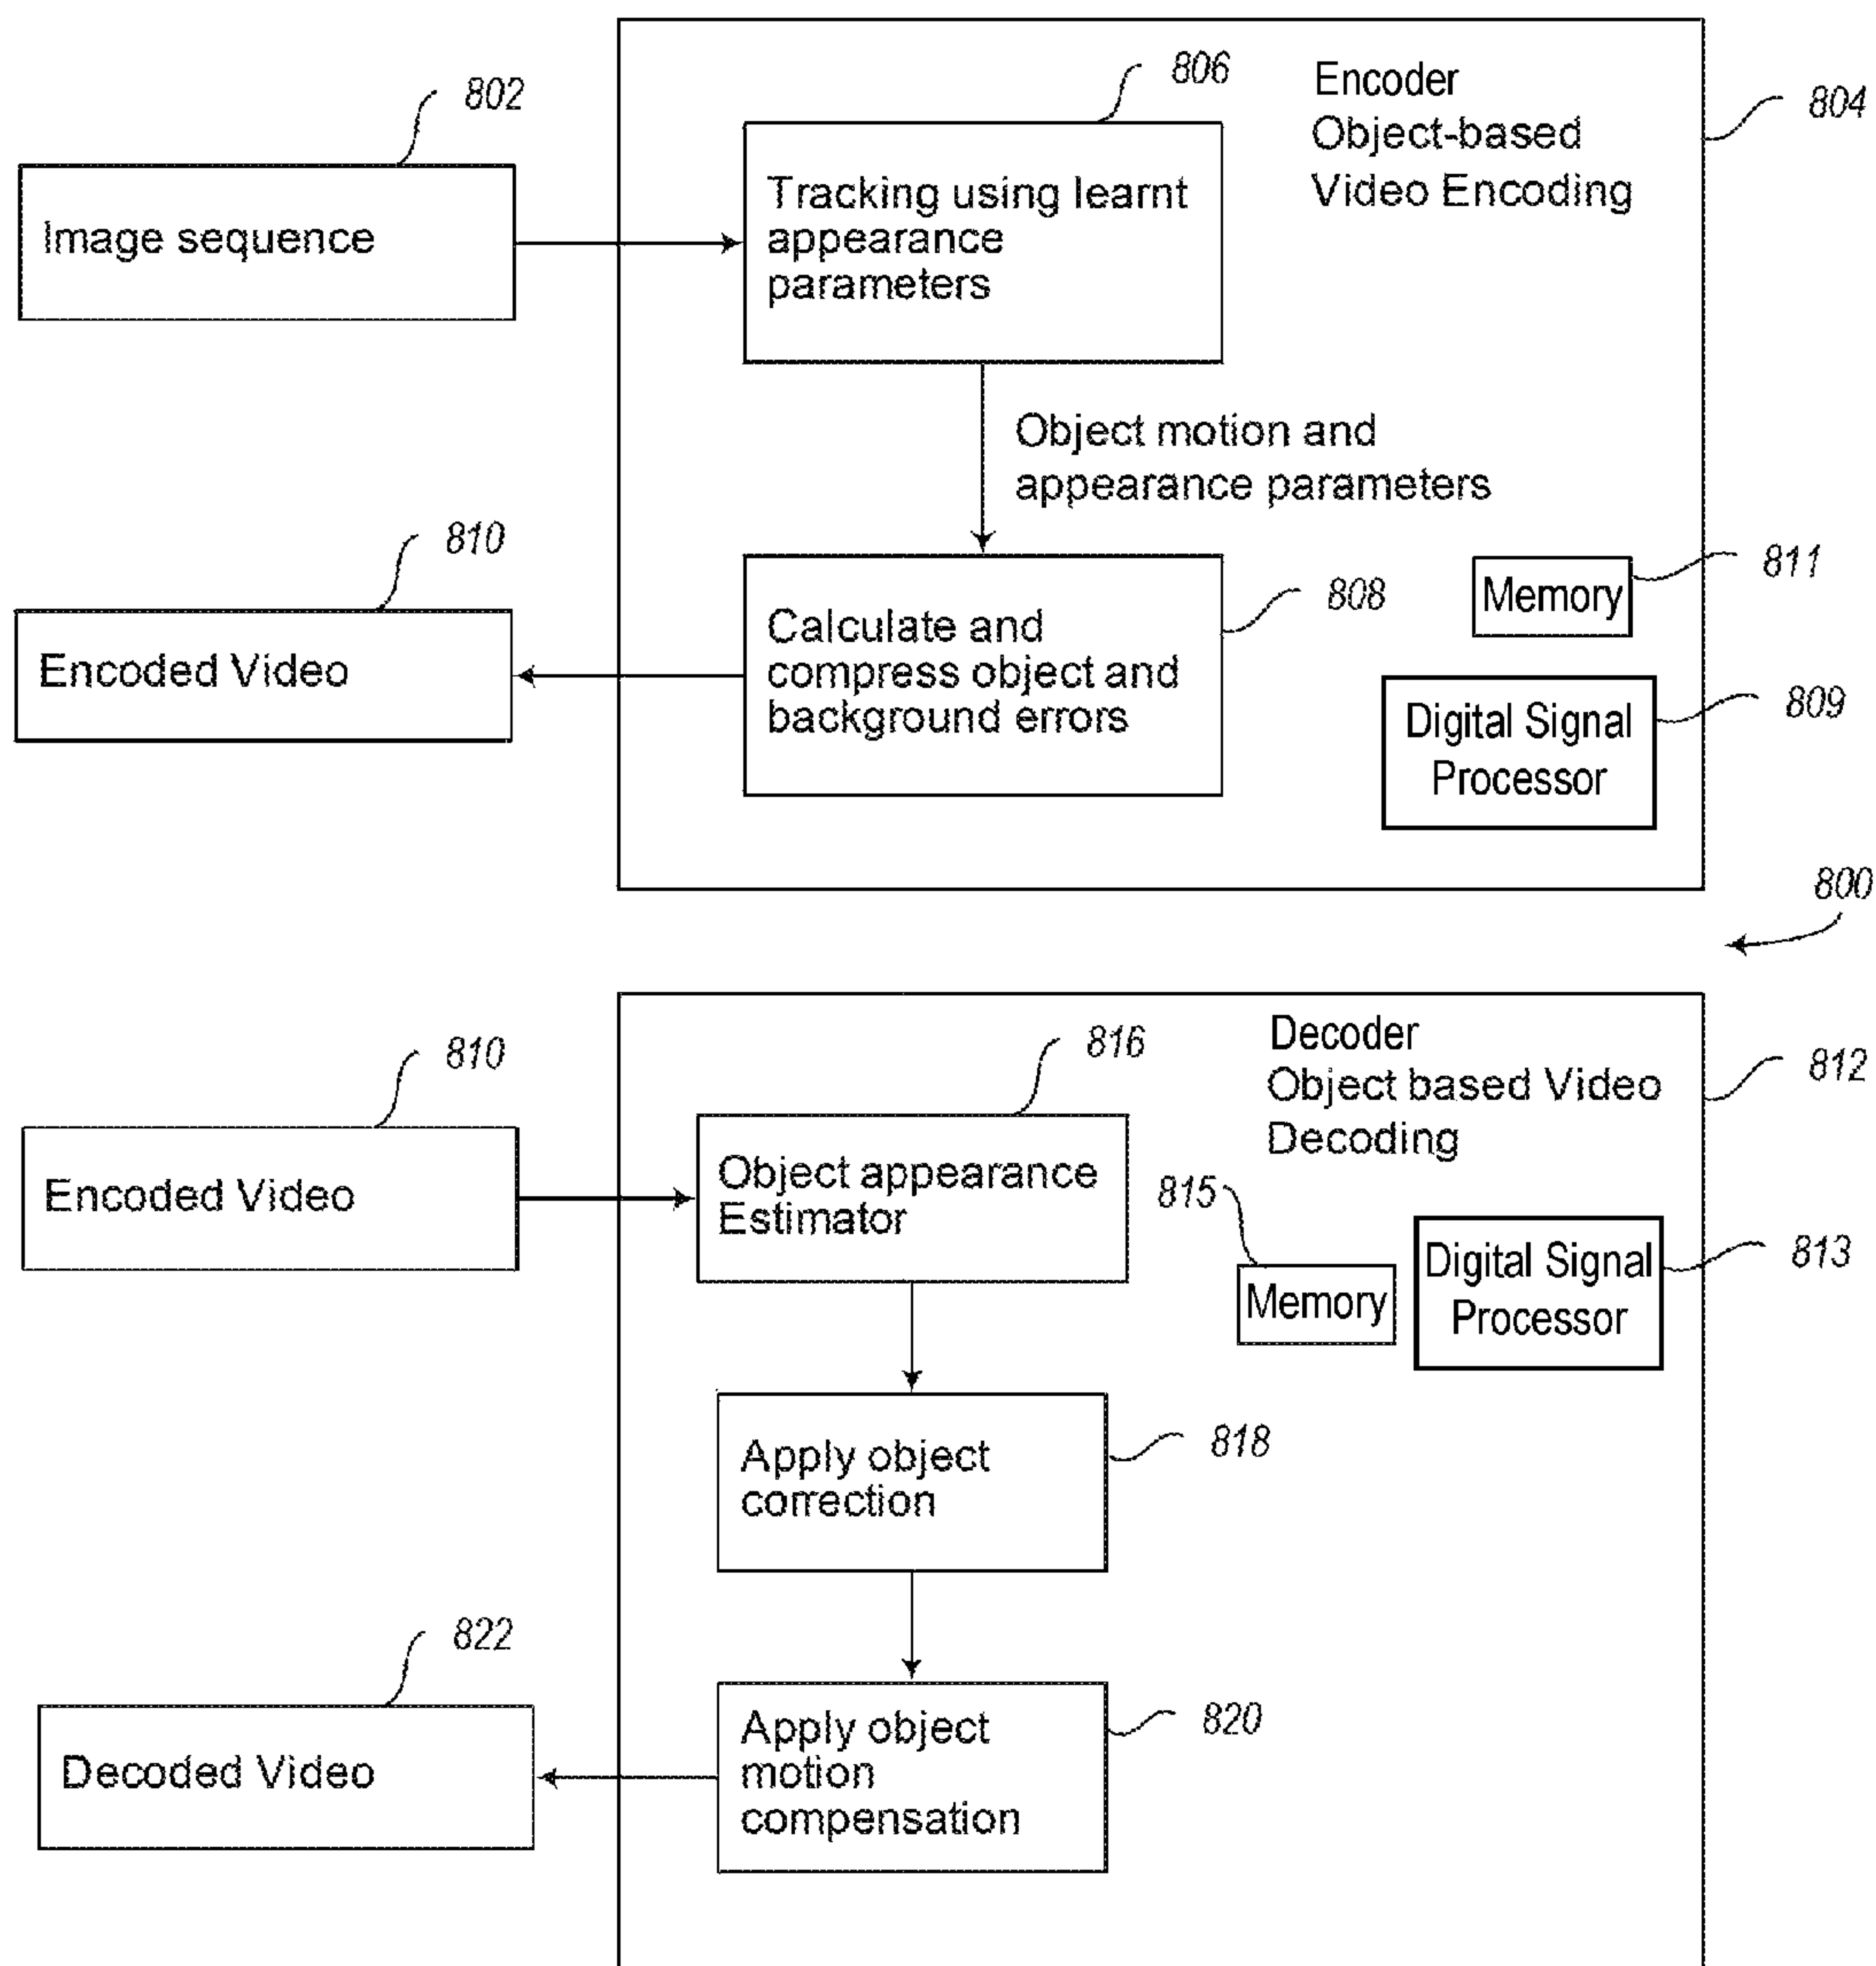 802
Image sequence
806
Tracking using learnt
appearance
parameters
Encoder
Object-based
Video Encoding
804
Object motion and
appearance parameters
810
Encoded Video
Calculate and
compress object and
background errors
808
Memory
811
Digital Signal
Processor
809
800
810
Encoded Video
816
Object appearance
Estimator
Decoder
Object based Video
Decoding
812
815
Memory
Digital Signal
Processor
813
Apply object
correction
818
822
Decoded Video
Apply object
motion
compensation
820